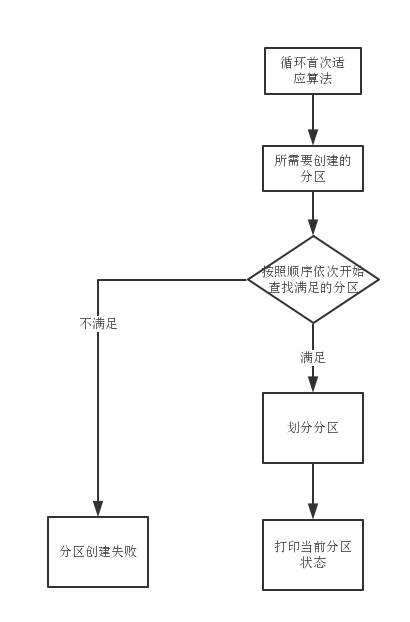 循环首次适
应算法
所需要创建的
分区
按照顺序依次开始
查找满足的分区
不满足
满足
划分分区
分区创建失败
打印当前分区
状态